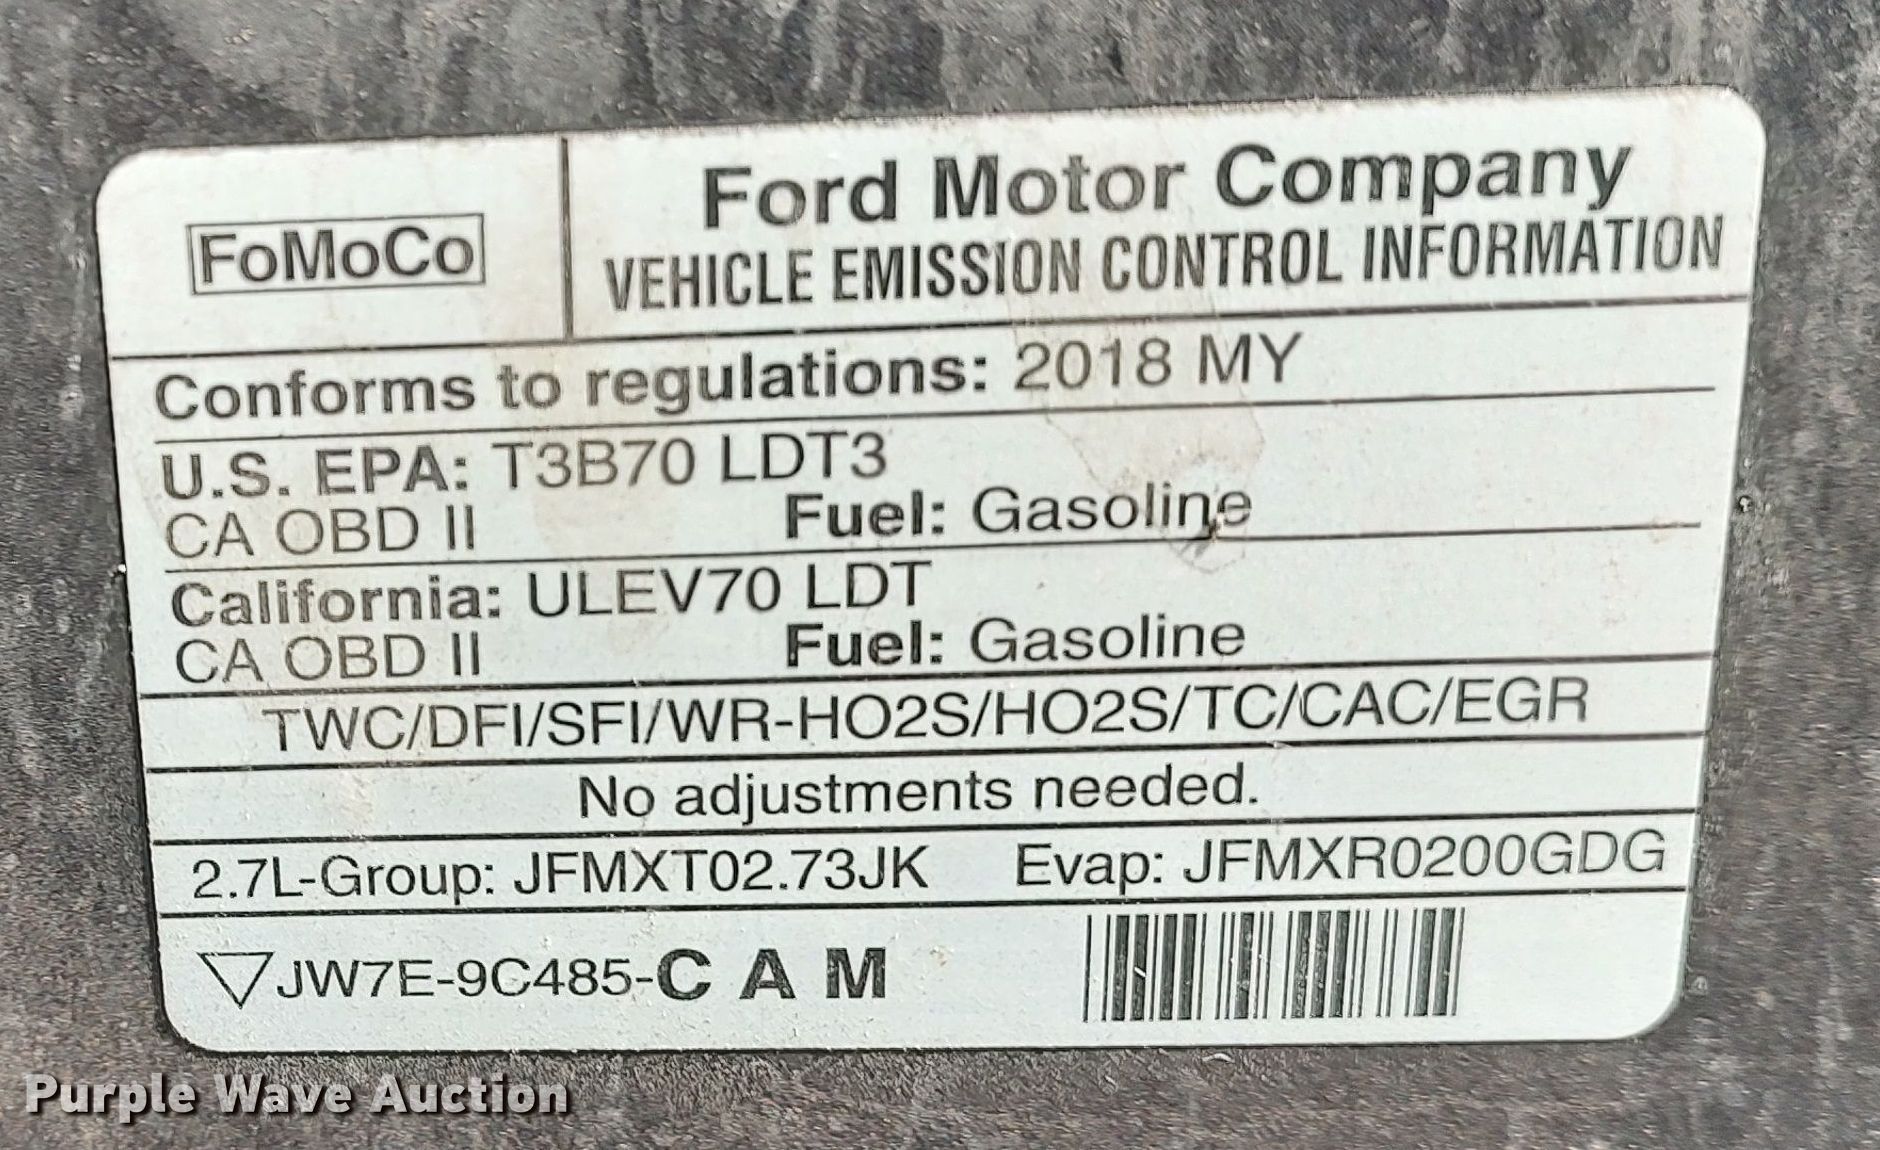 FoMoCo
Ford Motor Company
VEHICLE EMISSION CONTROL INFORMATION
Conforms to regulations: 2018 MY
U.S. EPA: T3B70 LDT3
CA OBD II Fuel: Gasoline
California: ULEV70 LDT
CA OBD II Fuel: Gasoline
TWC/DFI/SFI/WR-HO2S/HO2S/TC/CAC/EGR
No adjustments needed.
2.7L-Group: JFMXT02.73JK Evap: JFMXR0200GDG
JW7E-9C485-C A M
Purple Wave Auction